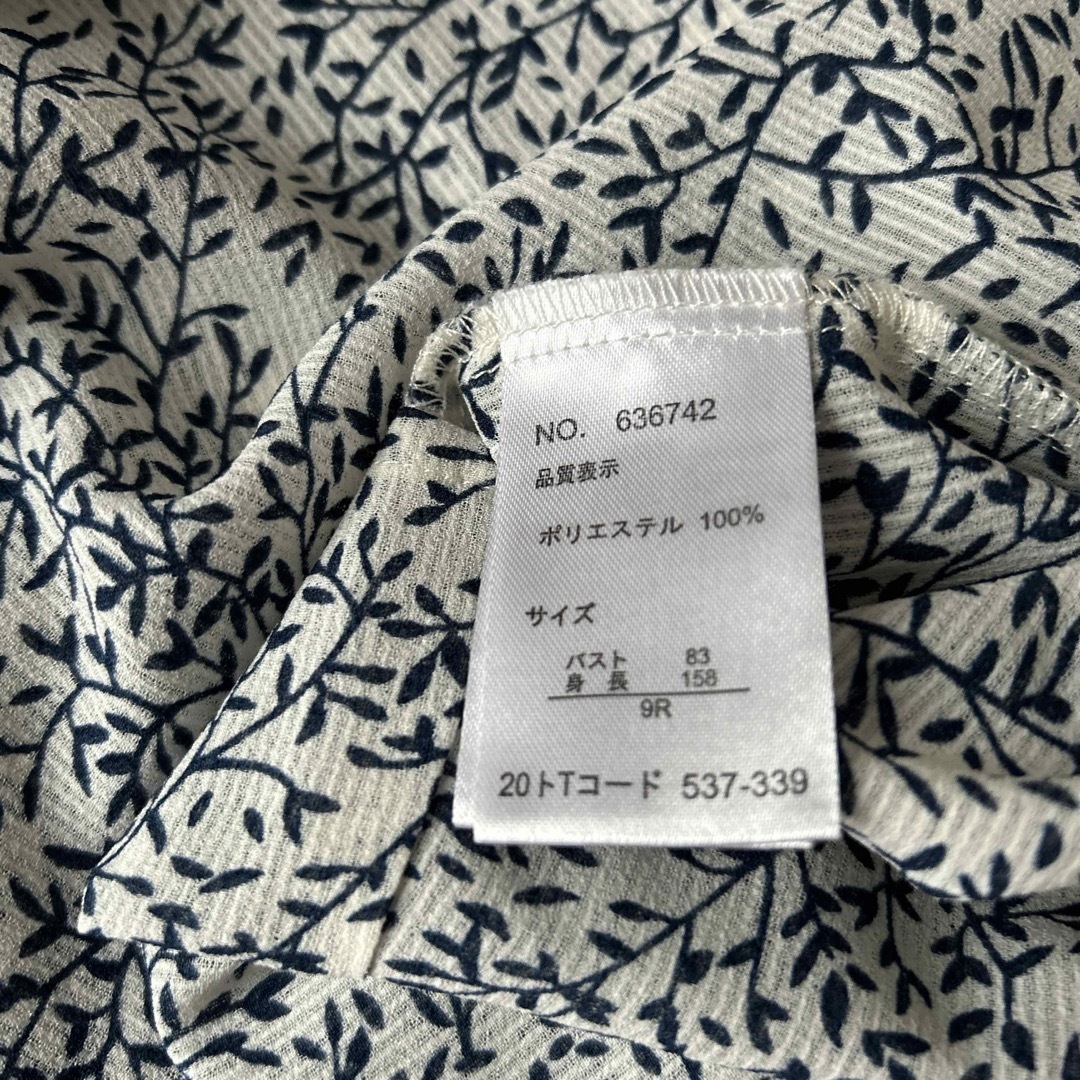 NO. 636742
品質表示
ポリエステル 100%
サイズ
バスト 83
身長 158
9R
20トTコード 537-339